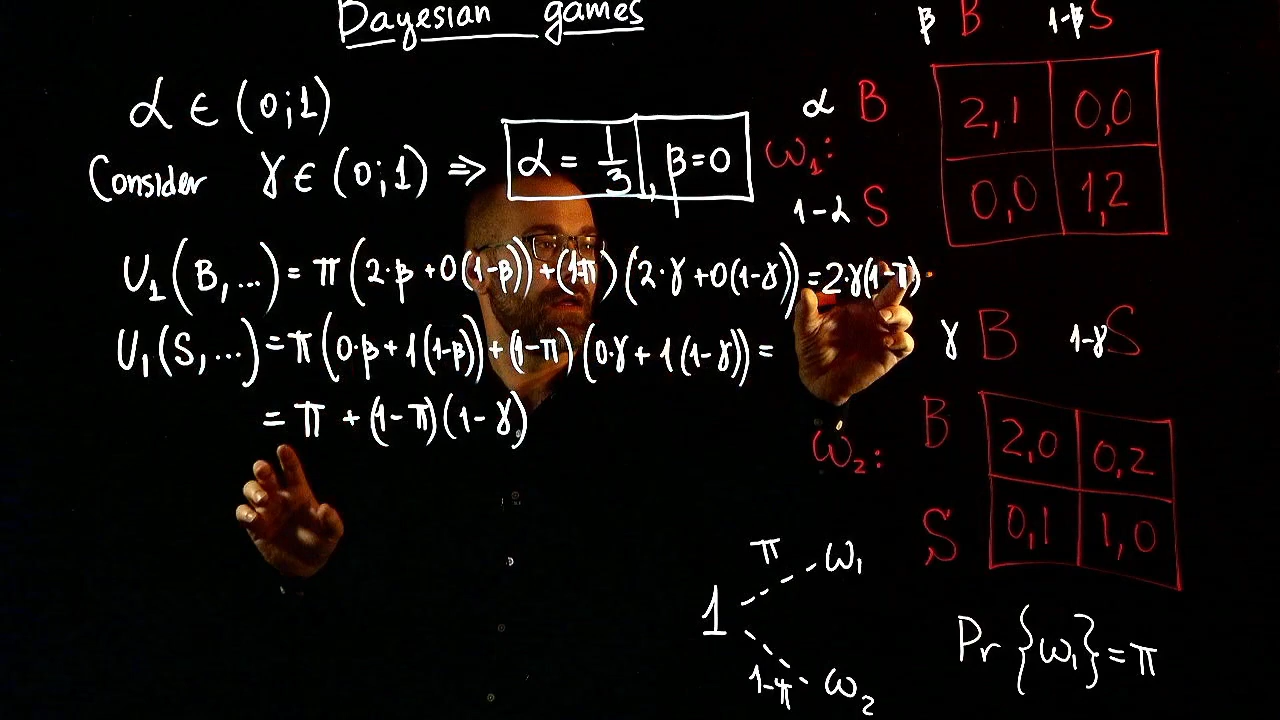 Bayesian games
α ∈ (0;1)
Consider γ ∈ (0;1) ⇒ α = 1/3, β=0
U₁(B,...) = π(2·β+0(1-β))+(1-π)(2·γ+0(1-γ))=2·γ(1-π)
U₁(S,...)=π(0·β+1(1-β))+(1-π)(0·γ+1(1-γ))=
= π + (1-π)(1-γ)
β B 1-β S
α B 2,1 0,0
ω₁:
1-α S 0,0 1,2
γ B 1-γ S
B 2,0 0,2
ω₂:
S 0,1 1,0
π ω₁
1
1-π ω₂
Pr {ω₁} = π